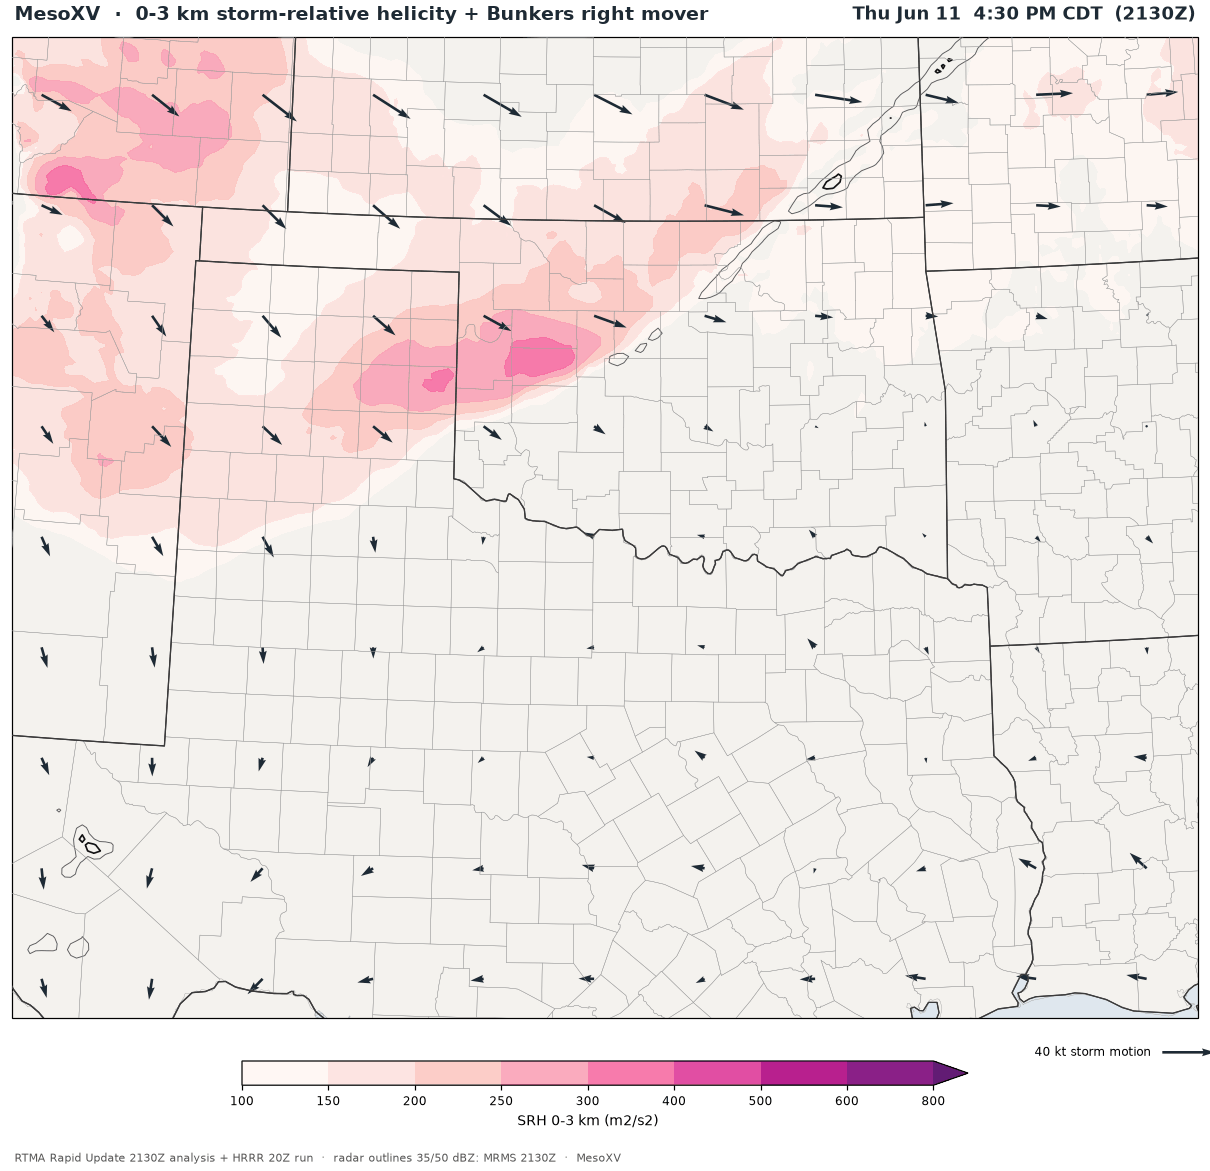 MesoXV · 0-3 km storm-relative helicity + Bunkers right mover
Thu Jun 11 4:30 PM CDT (2130Z)
40 kt storm motion
100 150 200 250 300 400 500 600 800
SRH 0-3 km (m2/s2)
RTMA Rapid Update 2130Z analysis + HRRR 20Z run · radar outlines 35/50 dBZ: MRMS 2130Z · MesoXV